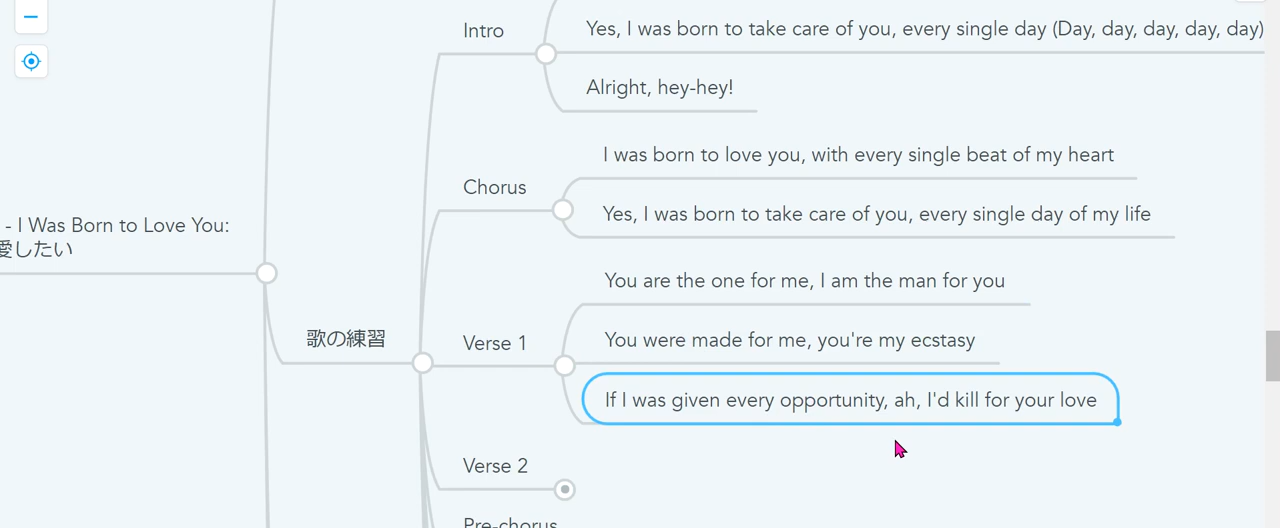 Intro
Yes, I was born to take care of you, every single day (Day, day, day, day, day)
Alright, hey-hey!
Chorus
I was born to love you, with every single beat of my heart
Yes, I was born to take care of you, every single day of my life
- I Was Born to Love You:
愛したい
歌の練習
Verse 1
You are the one for me, I am the man for you
You were made for me, you're my ecstasy
If I was given every opportunity, ah, I'd kill for your love
Verse 2
Pre-chorus